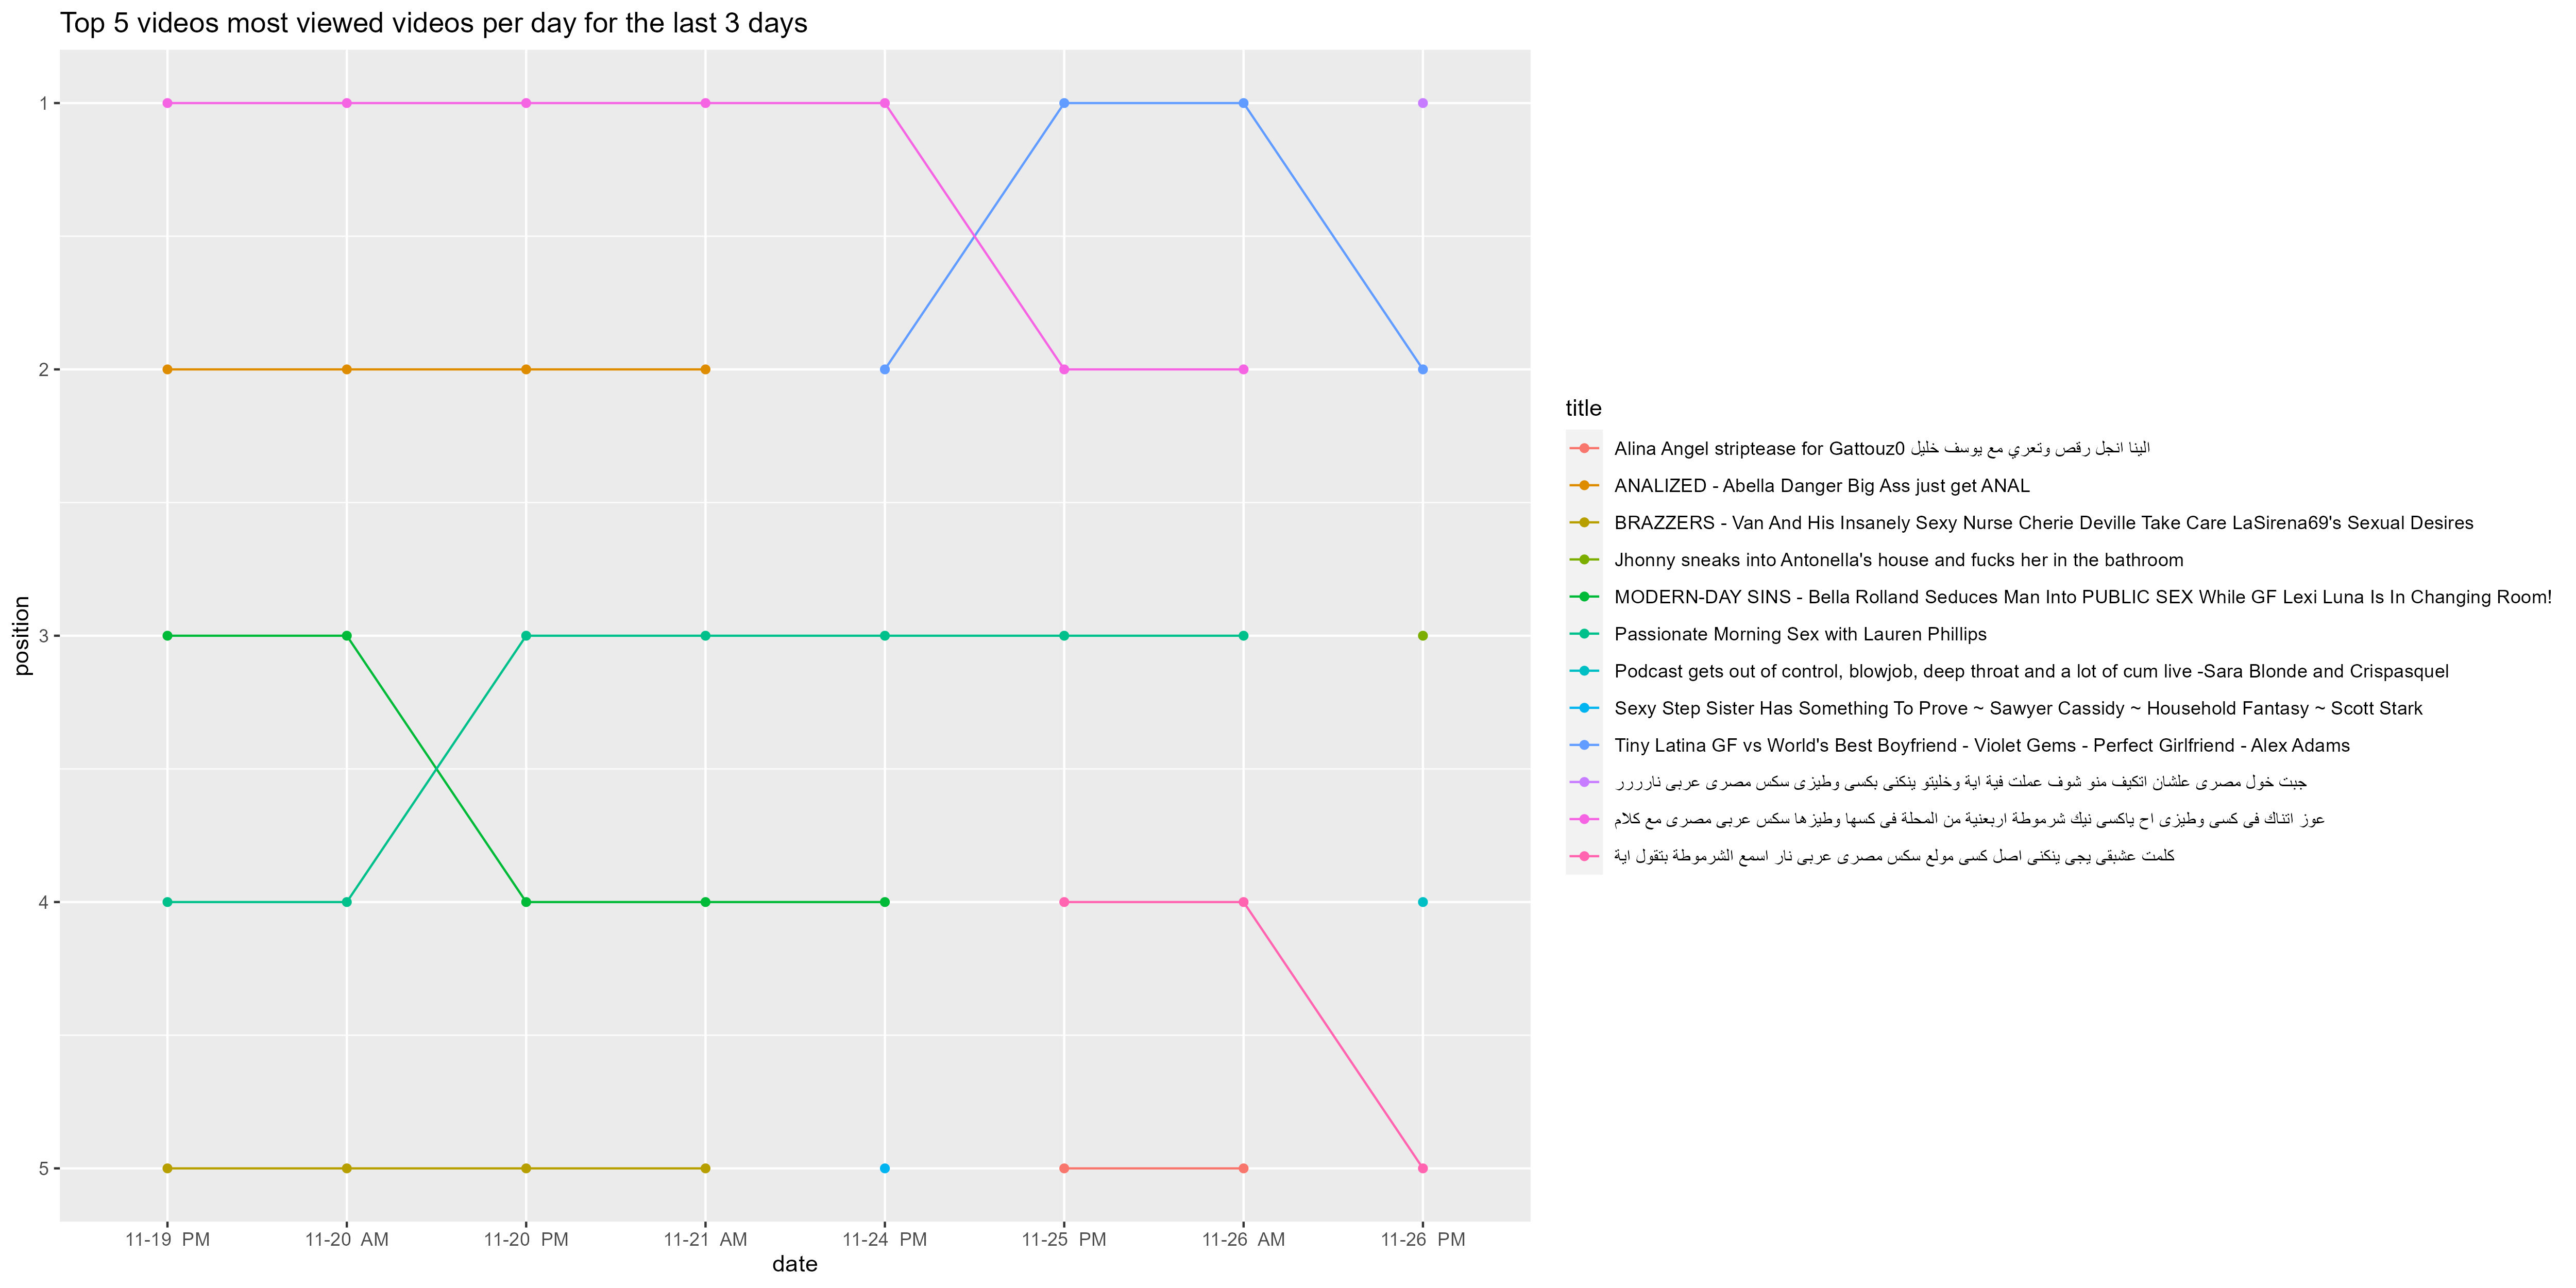 Top 5 videos most viewed videos per day for the last 3 days
position
1
2
3
4
5
11-19 PM
11-20 AM
11-20 PM
11-21 AM
11-24 PM
11-25 PM
11-26 AM
11-26 PM
date
title
Alina Angel striptease for Gattouz0 الينا انجل رقص وتعري مع يوسف خليل
ANALIZED - Abella Danger Big Ass just get ANAL
BRAZZERS - Van And His Insanely Sexy Nurse Cherie Deville Take Care LaSirena69's Sexual Desires
Jhonny sneaks into Antonella's house and fucks her in the bathroom
MODERN-DAY SINS - Bella Rolland Seduces Man Into PUBLIC SEX While GF Lexi Luna Is In Changing Room!
Passionate Morning Sex with Lauren Phillips
Podcast gets out of control, blowjob, deep throat and a lot of cum live -Sara Blonde and Crispasquel
Sexy Step Sister Has Something To Prove ~ Sawyer Cassidy ~ Household Fantasy ~ Scott Stark
Tiny Latina GF vs World's Best Boyfriend - Violet Gems - Perfect Girlfriend - Alex Adams
جبت خول مصرى علشان اتكيف منو شوف عملت فية اية وخليتو ينكنى بكسى وطيزى سكس مصرى عربى نارررر
عوز اتناك فى كسى وطيزى اح ياكسى نيك شرموطة اربعنية من المحلة فى كسها وطيزها سكس عربى مصرى مع كلام
كلمت عشبقى يجى ينكنى اصل كسى مولع سكس مصرى عربى نار اسمع الشرموطة بتقول اية